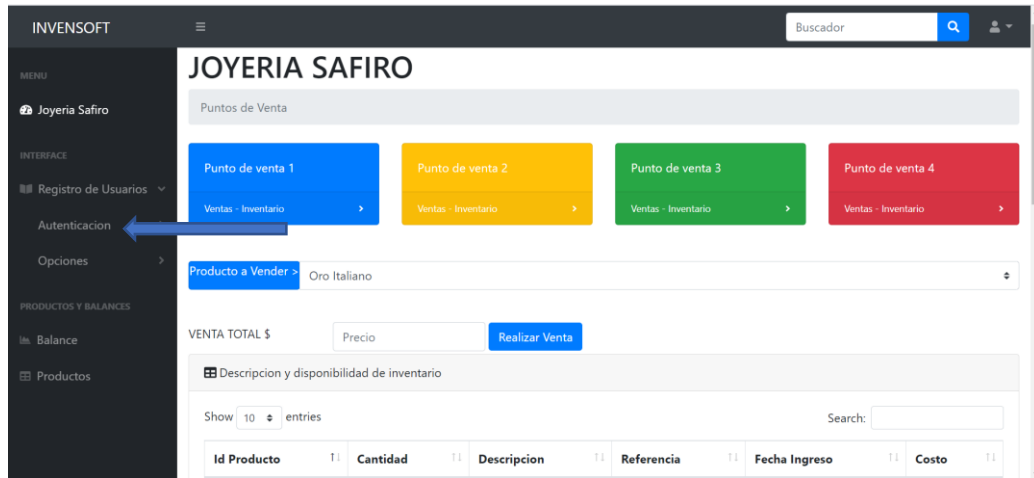 INVENSOFT
Buscador
MENU
Joyeria Safiro
INTERFACE
Registro de Usuarios
Autenticacion
Opciones
PRODUCTOS Y BALANCES
Balance
Productos
JOYERIA SAFIRO
Puntos de Venta
Punto de venta 1
Ventas - Inventario
Punto de venta 2
Ventas - Inventario
Punto de venta 3
Ventas - Inventario
Punto de venta 4
Ventas - Inventario
Producto a Vender > Oro Italiano
VENTA TOTAL $ Precio Realizar Venta
Descripcion y disponibilidad de inventario
Show 10 entries Search:
Id Producto Cantidad Descripcion Referencia Fecha Ingreso Costo